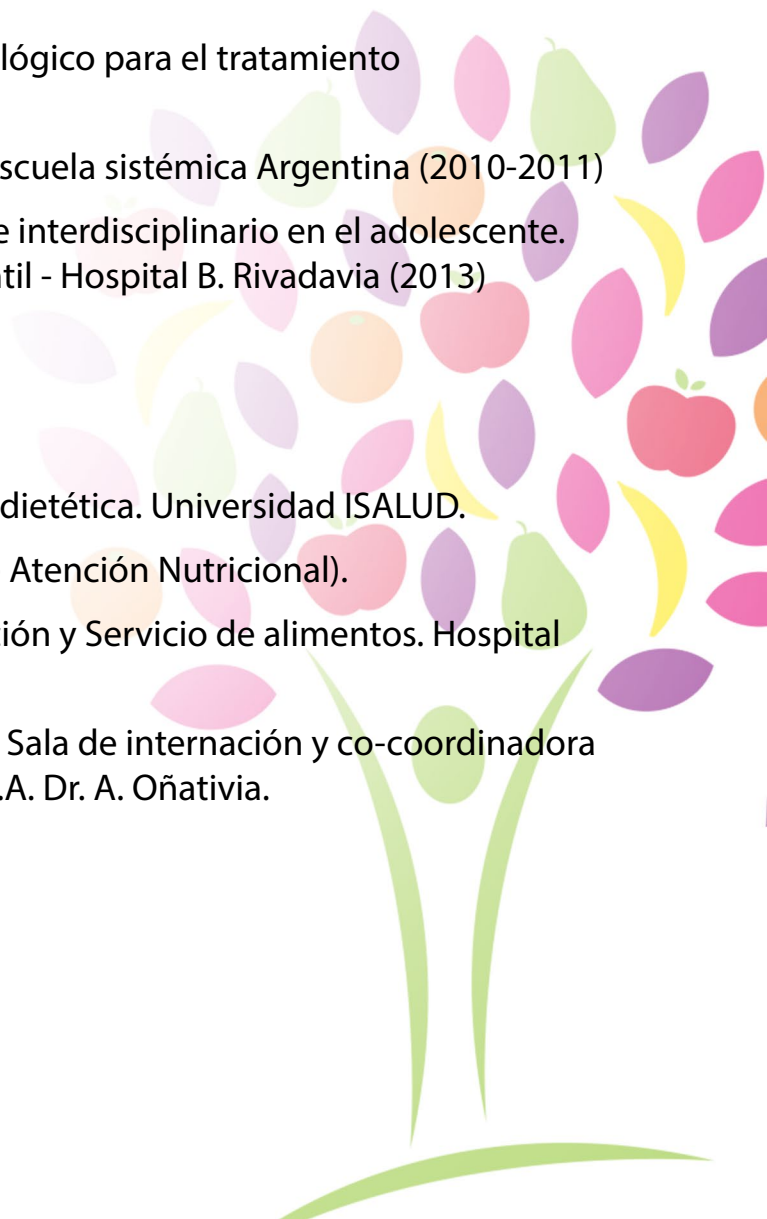 lógico para el tratamiento
scuela sistémica Argentina (2010-2011)
e interdisciplinario en el adolescente.
til - Hospital B. Rivadavia (2013)
dietética. Universidad ISALUD.
Atención Nutricional).
ión y Servicio de alimentos. Hospital
Sala de internación y co-coordinadora
.A. Dr. A. Oñativia.